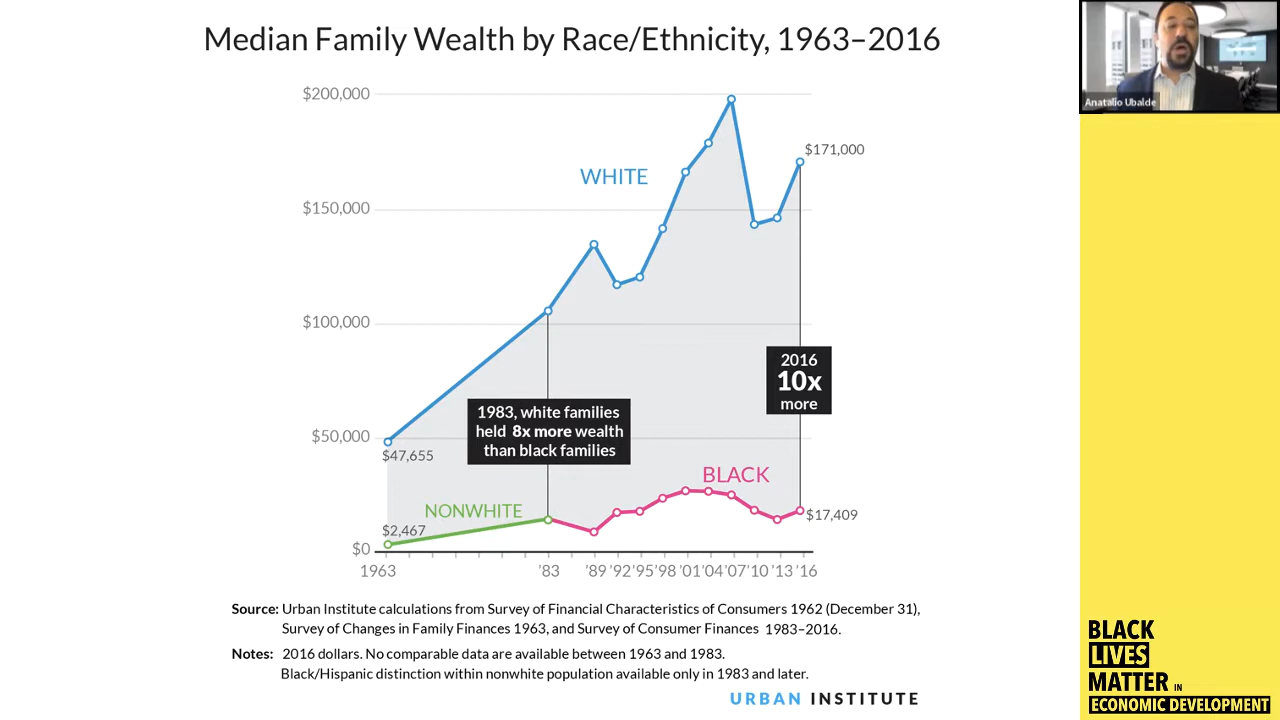 Median Family Wealth by Race/Ethnicity, 1963–2016
Anatalio Ubalde
$200,000
$171,000
WHITE
$150,000
$100,000
2016
10x
more
1983, white families
held 8x more wealth
than black families
$50,000
$47,655
BLACK
NONWHITE
$17,409
$2,467
$0
1963 '83 '89 '92 '95 '98 '01 '04 '07 '10 '13 '16
Source: Urban Institute calculations from Survey of Financial Characteristics of Consumers 1962 (December 31),
Survey of Changes in Family Finances 1963, and Survey of Consumer Finances 1983–2016.
Notes: 2016 dollars. No comparable data are available between 1963 and 1983.
Black/Hispanic distinction within nonwhite population available only in 1983 and later.
URBAN INSTITUTE
BLACK
LIVES
MATTER IN
ECONOMIC DEVELOPMENT